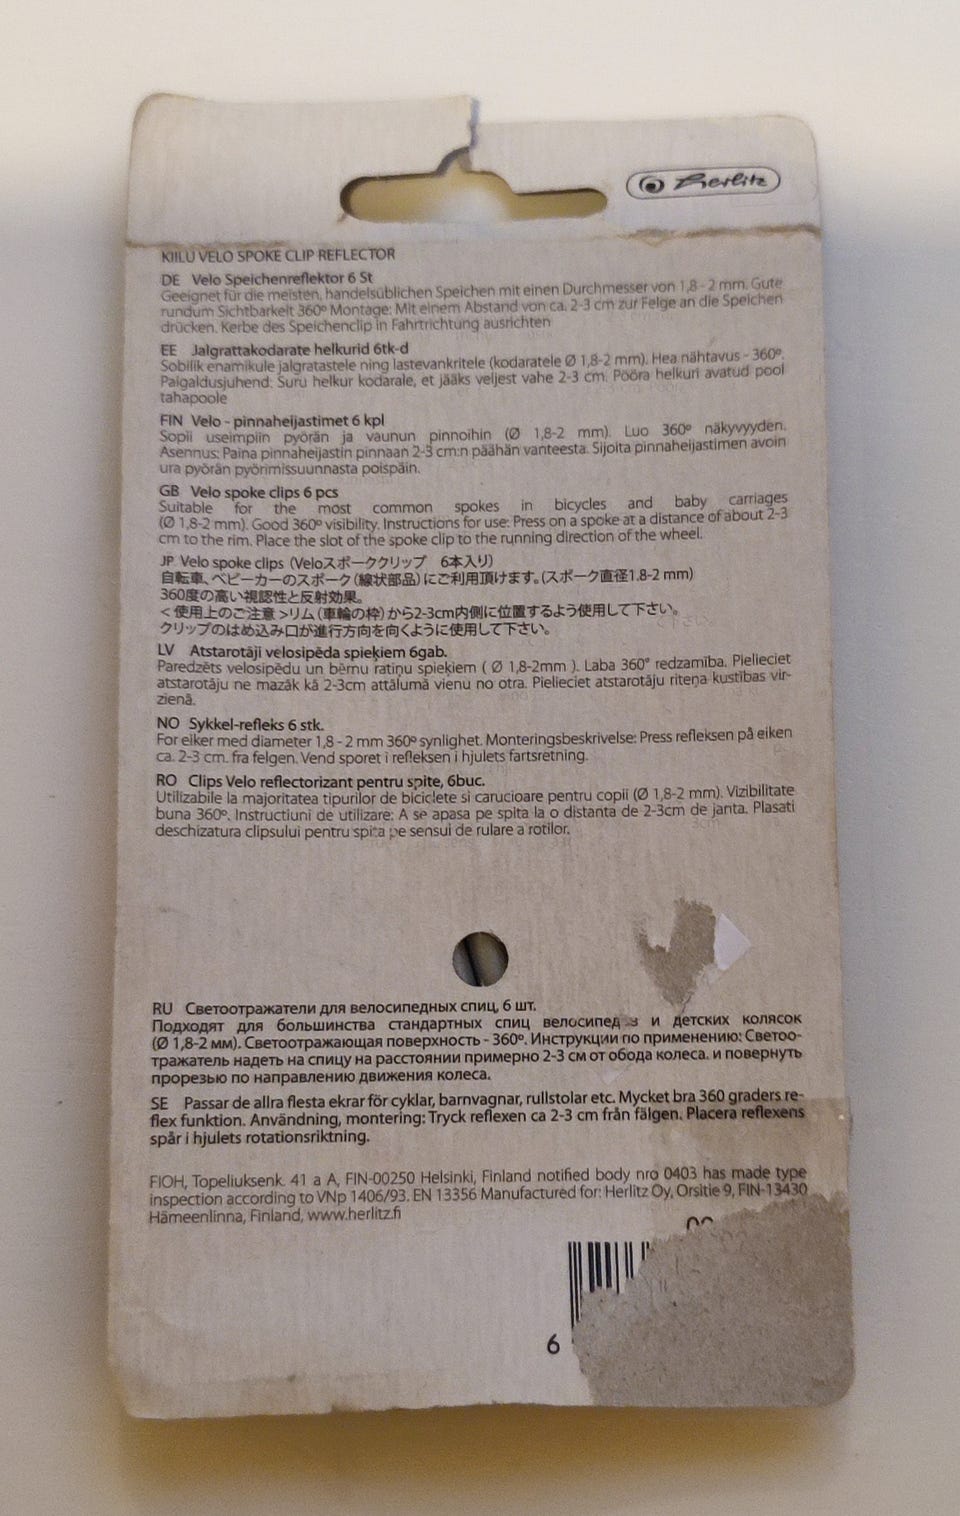 herlitz
KIILU VELO SPOKE CLIP REFLECTOR
DE Velo Speichenreflektor 6 St
Geeignet für die meisten, handelsüblichen Speichen mit einen Durchmesser von 1,8 - 2 mm. Gute
rundum Sichtbarkeit 360º Montage: Mit einem Abstand von ca. 2-3 cm zur Felge an die Speichen
drücken. Kerbe des Speichenclip in Fahrtrichtung ausrichten
EE Jalgrattakodarate helkurid 6tk-d
Sobilik enamikule jalgratastele ning lastevankritele (kodaratele Ø 1,8-2 mm). Hea nähtavus - 360º.
Paigaldusjuhend: Suru helkur kodarale, et jääks veljest vahe 2-3 cm. Pööra helkuri avatud pool
tahapoole
FIN Velo - pinnaheijastimet 6 kpl
Sopii useimpiin pyörän ja vaunun pinnoihin (Ø 1,8-2 mm). Luo 360º näkyvyyden.
Asennus: Paina pinnaheijastin pinnaan 2-3 cm:n päähän vanteesta. Sijoita pinnaheijastimen avoin
ura pyörän pyörimissuunnasta poispäin.
GB Velo spoke clips 6 pcs
Suitable for the most common spokes in bicycles and baby carriages
(Ø 1,8-2 mm). Good 360º visibility. Instructions for use: Press on a spoke at a distance of about 2-3
cm to the rim. Place the slot of the spoke clip to the running direction of the wheel.
JP Velo spoke clips (Veloスポーククリップ 6本入り)
自転車、ベビーカーのスポーク(線状部品)にご利用頂けます。(スポーク直径1.8-2 mm)
360度の高い視認性と反射効果。
<使用上のご注意>リム(車輪の枠)から2-3cm内側に位置するよう使用して下さい。
クリップのはめ込み口が進行方向を向くように使用して下さい。
LV Atstarotāji velosipēda spieķiem 6gab.
Paredzēts velosipēdu un bērnu ratiņu spieķiem ( Ø 1,8-2mm ). Laba 360° redzamība. Pielieciet
atstarotāju ne mazāk kā 2-3cm attālumā vienu no otra. Pielieciet atstarotāju riteņa kustības vir-
zienā.
NO Sykkel-refleks 6 stk.
For eiker med diameter 1,8 - 2 mm 360º synlighet. Monteringsbeskrivelse: Press refleksen på eiken
ca. 2-3 cm. fra felgen. Vend sporet i refleksen i hjulets fartsretning.
RO Clips Velo reflectorizant pentru spite, 6buc.
Utilizabile la majoritatea tipurilor de biciclete si carucioare pentru copii (Ø 1,8-2 mm). Vizibilitate
buna 360º. Instructiuni de utilizare: A se apasa pe spita la o distanta de 2-3cm de janta. Plasati
deschizatura clipsului pentru spita pe sensul de rulare a rotilor.
RU Светоотражатели для велосипедных спиц, 6 шт.
Подходят для большинства стандартных спиц и детских колясок
(Ø 1,8-2 мм). Светоотражающая поверхность - 360º. Инструкции по применению: Светоо-
тражатель надеть на спицу на расстоянии примерно 2-3 см от обода колеса. и повернуть
прорезью по направлению движения колеса.
SE Passar de allra flesta ekrar för cyklar, barnvagnar, rullstolar etc. Mycket bra 360 graders re-
flex funktion. Användning, montering: Tryck reflexen ca 2-3 cm från fälgen. Placera reflexens
spår i hjulets rotationsriktning.
FIOH, Topeliuksenk. 41 a A, FIN-00250 Helsinki, Finland notified body nro 0403 has made type
inspection according to VNp 1406/93. EN 13356 Manufactured for: Herlitz Oy, Orsitie 9, FIN-13430
Hämeenlinna, Finland, www.herlitz.fi
6